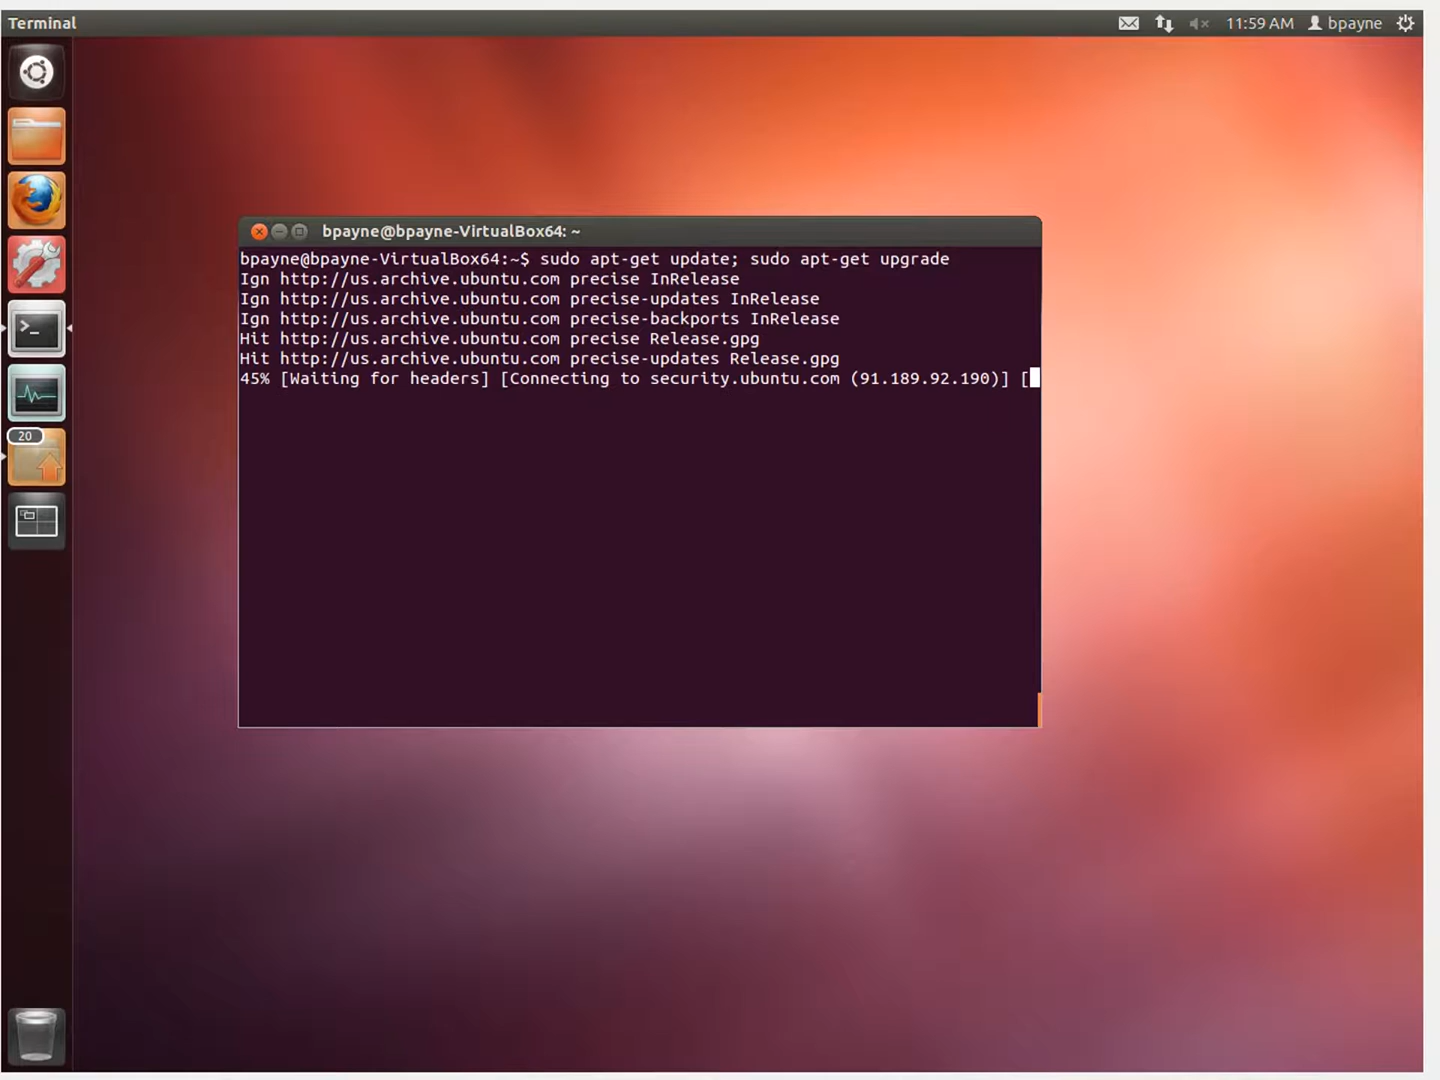 Terminal
11:59 AM bpayne
20
bpayne@bpayne-VirtualBox64: ~
bpayne@bpayne-VirtualBox64:~$ sudo apt-get update; sudo apt-get upgrade
Ign http://us.archive.ubuntu.com precise InRelease
Ign http://us.archive.ubuntu.com precise-updates InRelease
Ign http://us.archive.ubuntu.com precise-backports InRelease
Hit http://us.archive.ubuntu.com precise Release.gpg
Hit http://us.archive.ubuntu.com precise-updates Release.gpg
45% [Waiting for headers] [Connecting to security.ubuntu.com (91.189.92.190)] [